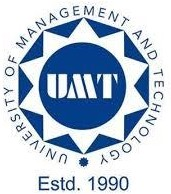 UNIVERSITY OF MANAGEMENT AND TECHNOLOGY
UMT
Estd. 1990